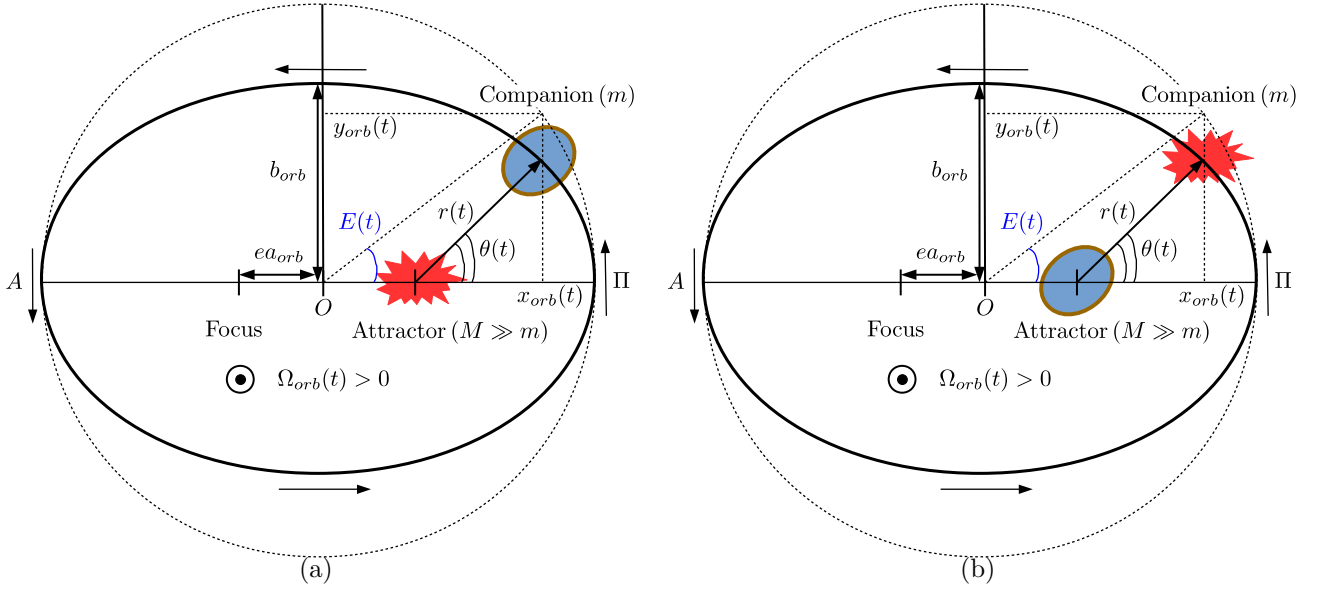 Companion (m)
y_orb(t)
b_orb
r(t)
E(t)
θ(t)
ea_orb
A
Π
x_orb(t)
O
Focus
Attractor (M ≫ m)
Ω_orb(t) > 0
(a)
Companion (m)
y_orb(t)
b_orb
r(t)
E(t)
θ(t)
ea_orb
A
Π
x_orb(t)
O
Focus
Attractor (M ≫ m)
Ω_orb(t) > 0
(b)